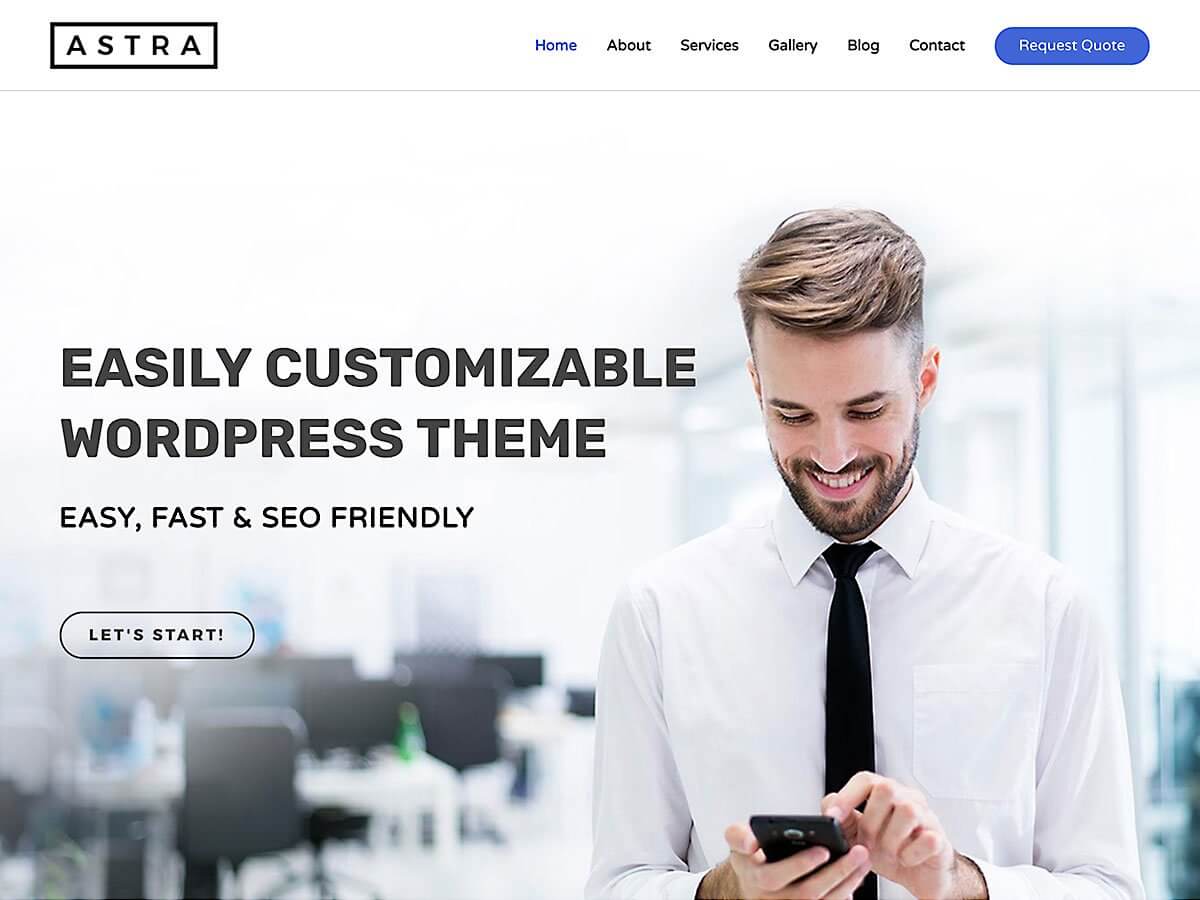 ASTRA
Home About Services Gallery Blog Contact Request Quote
EASILY CUSTOMIZABLE
WORDPRESS THEME
EASY, FAST & SEO FRIENDLY
LET'S START!